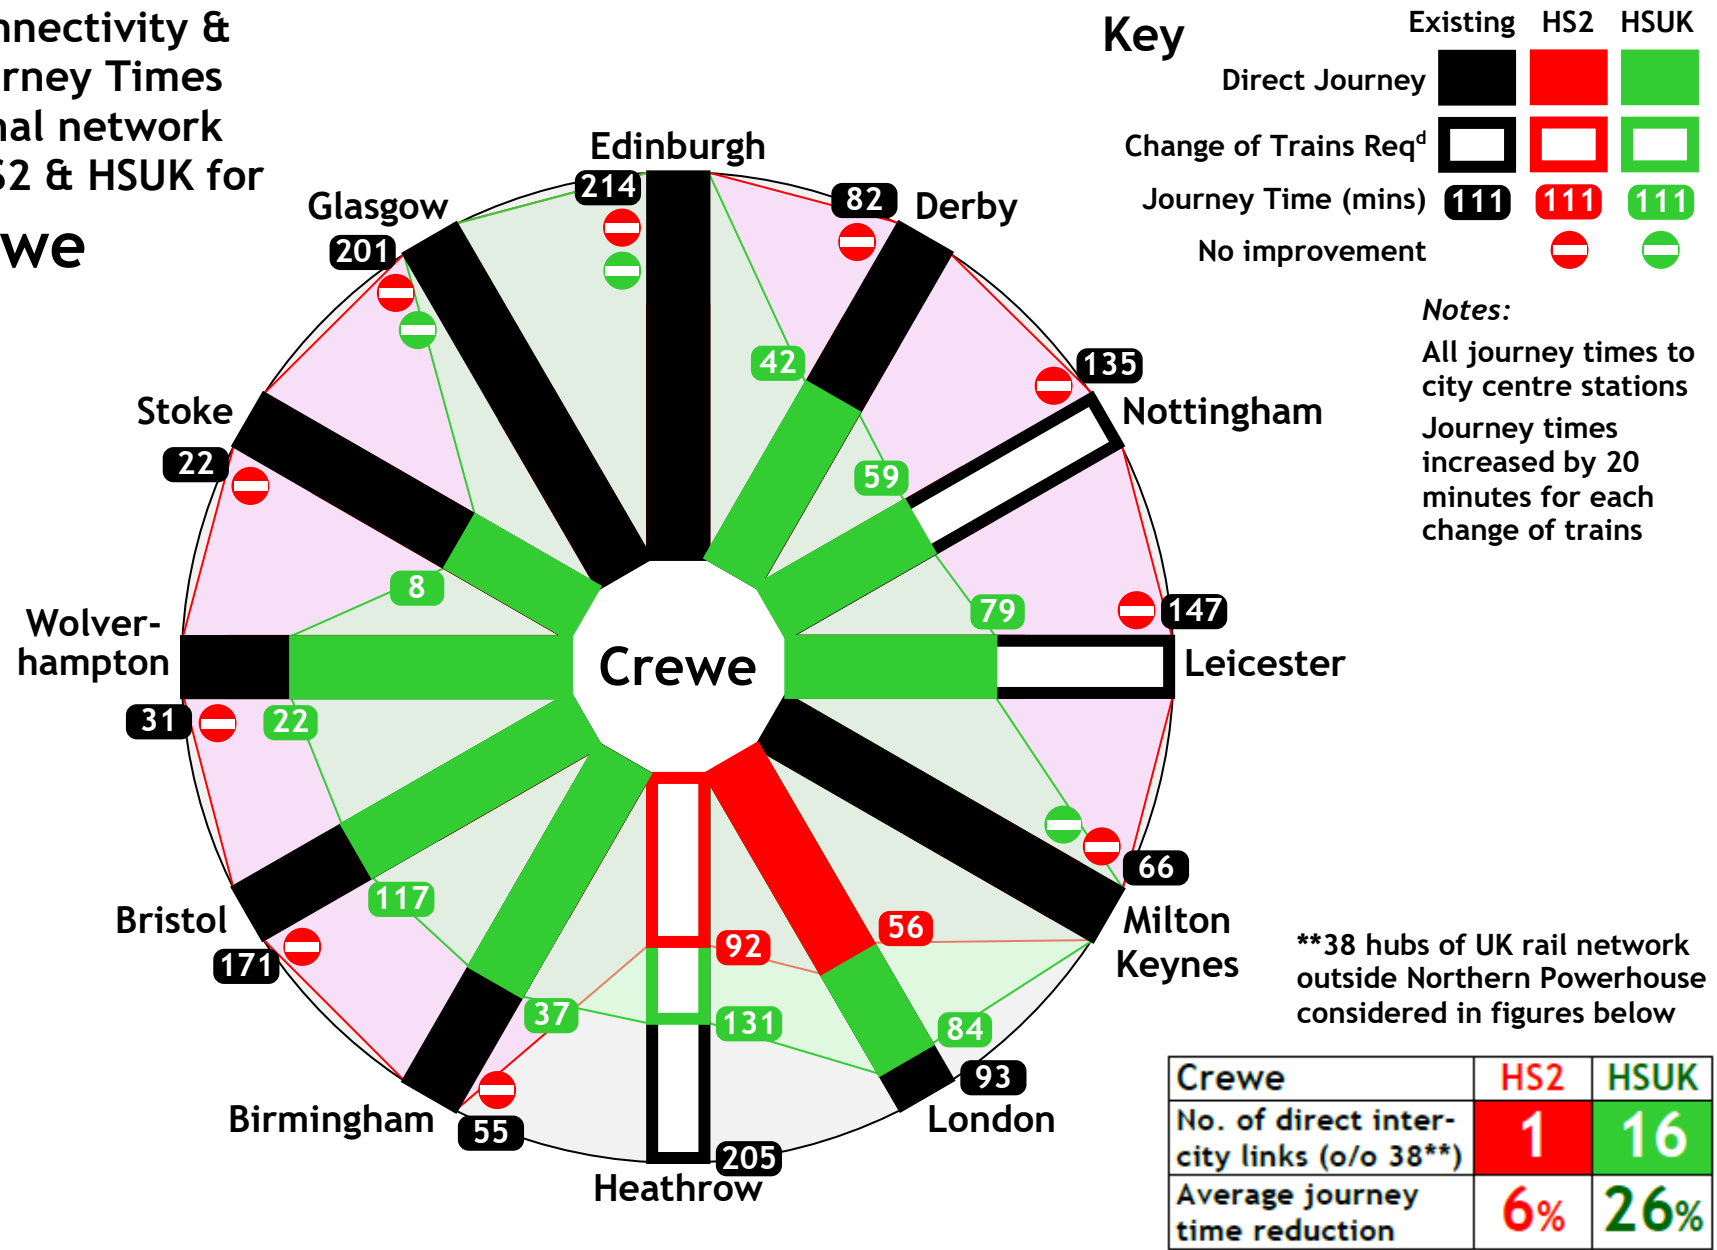 nnectivity &
rney Times
nal network
S2 & HSUK for
we
Key
Existing HS2 HSUK
Direct Journey
Change of Trains Reqd
Journey Time (mins) 111 111 111
No improvement
Notes:
All journey times to
city centre stations
Journey times
increased by 20
minutes for each
change of trains
Edinburgh
214
Glasgow
201
82
Derby
42
135
Nottingham
59
Stoke
22
8
Wolver-
hampton
31
22
Crewe
79
147
Leicester
66
Milton
Keynes
Bristol
171
117
Birmingham
55
37
92
131
205
Heathrow
56
84
93
London
**38 hubs of UK rail network
outside Northern Powerhouse
considered in figures below
Crewe HS2 HSUK
No. of direct inter-
city links (o/o 38**) 1 16
Average journey
time reduction 6% 26%